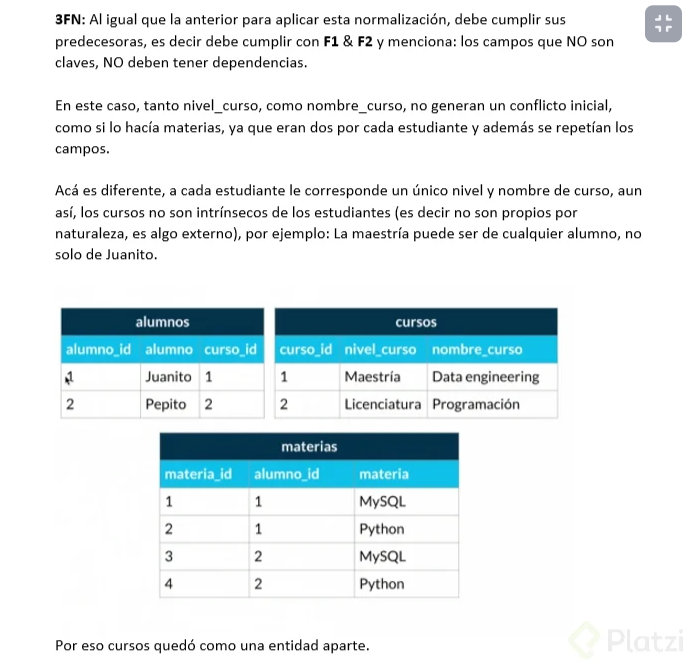 3FN: Al igual que la anterior para aplicar esta normalización, debe cumplir sus
predecesoras, es decir debe cumplir con F1 & F2 y menciona: los campos que NO son
claves, NO deben tener dependencias.
En este caso, tanto nivel_curso, como nombre_curso, no generan un conflicto inicial,
como si lo hacía materias, ya que eran dos por cada estudiante y además se repetían los
campos.
Acá es diferente, a cada estudiante le corresponde un único nivel y nombre de curso, aun
así, los cursos no son intrínsecos de los estudiantes (es decir no son propios por
naturaleza, es algo externo), por ejemplo: La maestría puede ser de cualquier alumno, no
solo de Juanito.
alumnos
alumno_id alumno curso_id
1 Juanito 1
2 Pepito 2
cursos
curso_id nivel_curso nombre_curso
1 Maestría Data engineering
2 Licenciatura Programación
materias
materia_id alumno_id materia
1 1 MySQL
2 1 Python
3 2 MySQL
4 2 Python
Por eso cursos quedó como una entidad aparte.
Platzi